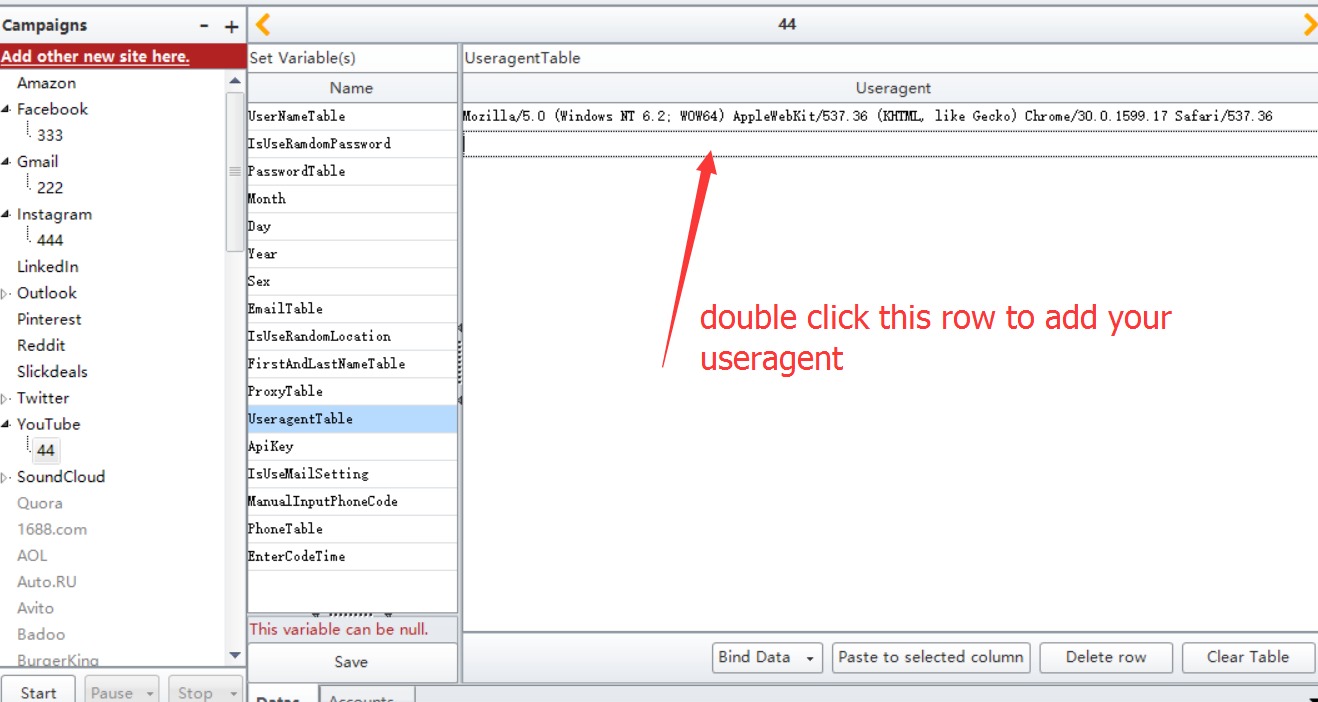 Campaigns - +
Add other new site here.
Amazon
Facebook
333
Gmail
222
Instagram
444
LinkedIn
Outlook
Pinterest
Reddit
Slickdeals
Twitter
YouTube
44
SoundCloud
Quora
1688.com
AOL
Auto.RU
Avito
Badoo
BurgerKing
Start Pause Stop
44
Set Variable(s)
Name
UserNameTable
IsUseRamdomPassword
PasswordTable
Month
Day
Year
Sex
EmailTable
IsUseRandomLocation
FirstAndLastNameTable
ProxyTable
UseragentTable
ApiKey
IsUseMailSetting
ManualInputPhoneCode
PhoneTable
EnterCodeTime
This variable can be null.
Save
UseragentTable
Useragent
Mozilla/5.0 (Windows NT 6.2; WOW64) AppleWebKit/537.36 (KHTML, like Gecko) Chrome/30.0.1599.17 Safari/537.36
double click this row to add your
useragent
Bind Data Paste to selected column Delete row Clear Table
Datas Accounts